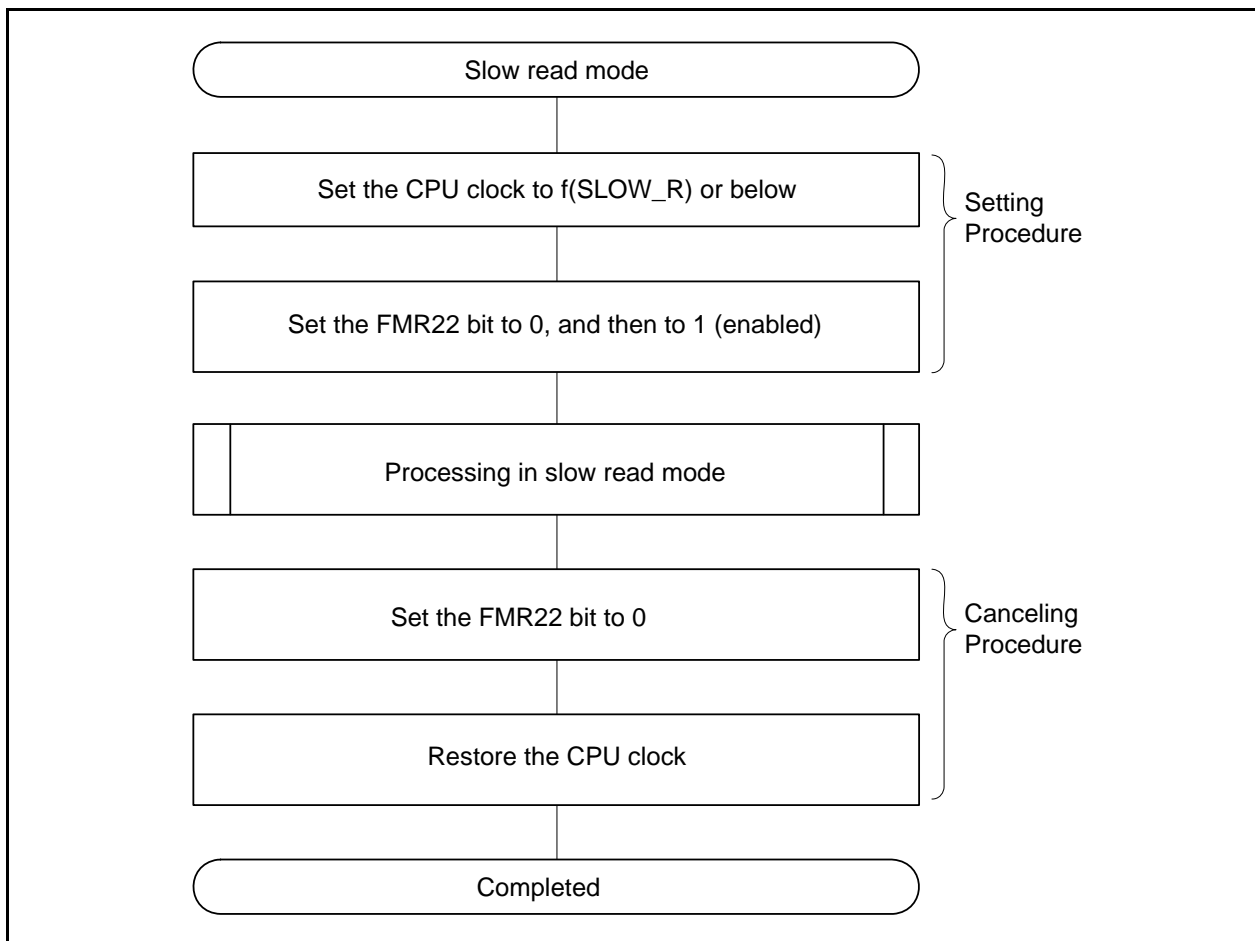 Slow read mode
Set the CPU clock to f(SLOW_R) or below
Setting
Procedure
Set the FMR22 bit to 0, and then to 1 (enabled)
Processing in slow read mode
Set the FMR22 bit to 0
Canceling
Procedure
Restore the CPU clock
Completed